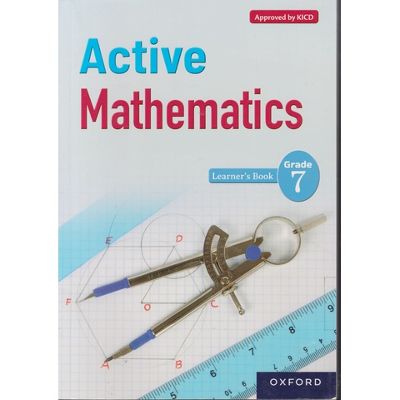 Approved by KICD
Active
Mathematics
Learner's Book
Grade
7
E
D
F
O
C
A
B
OXFORD